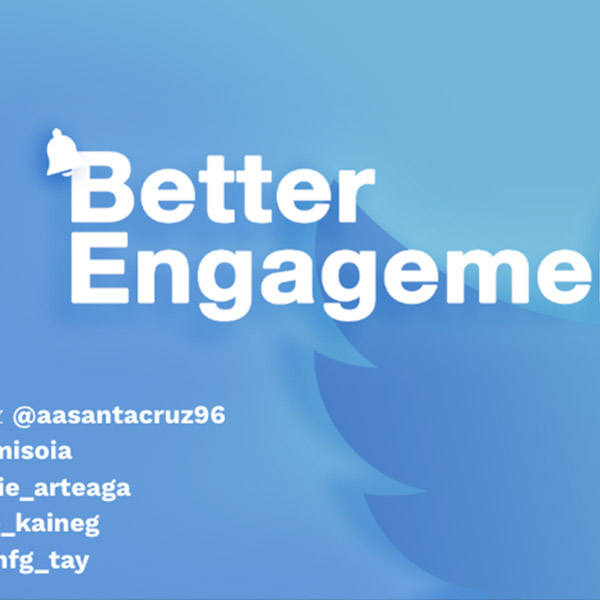 Better
Engageme
z @aasantacruz96
misoia
ie_arteaga
_kaineg
nfg_tay